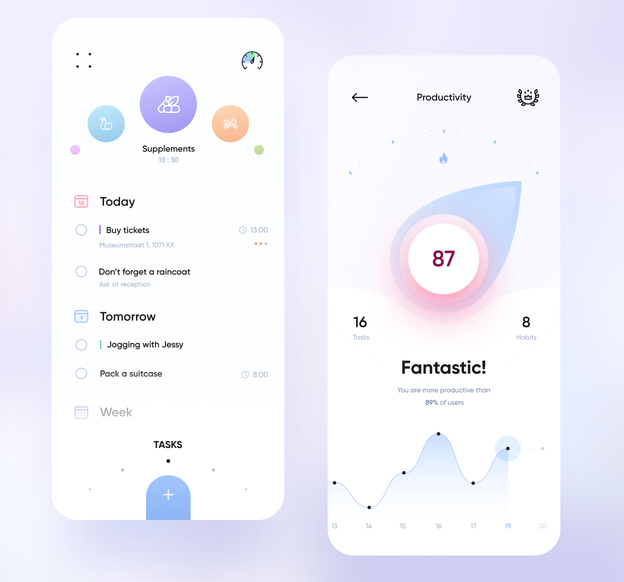 Supplements
10 : 30
16
Today
Buy tickets
13:00
Museumstraat 1, 1071 XX
Don't forget a raincoat
Ask at reception
Tomorrow
Jogging with Jessy
Pack a suitcase
8:00
Week
TASKS
Productivity
87
16
Tasks
8
Habits
Fantastic!
You are more productive than
89% of users
13 14 15 16 17 19 20